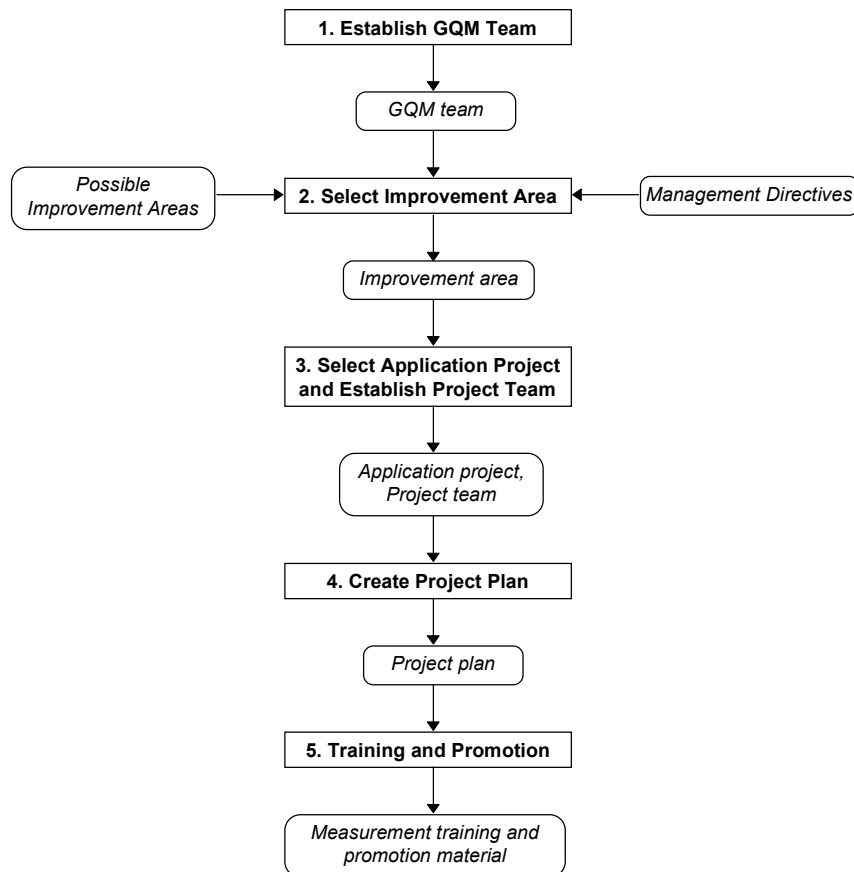 1. Establish GQM Team
GQM team
Possible
Improvement Areas
2. Select Improvement Area
Management Directives
Improvement area
3. Select Application Project
and Establish Project Team
Application project,
Project team
4. Create Project Plan
Project plan
5. Training and Promotion
Measurement training and
promotion material